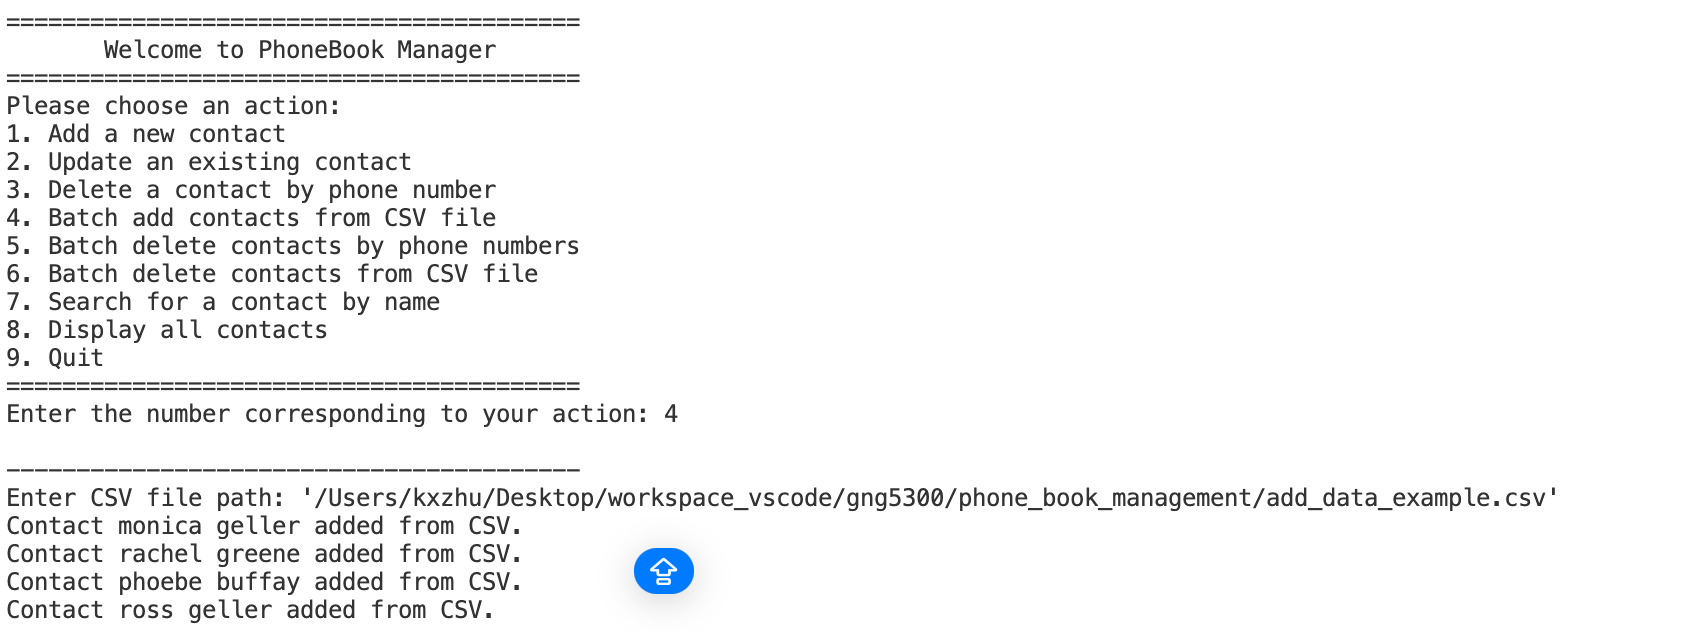 =========================================
Welcome to PhoneBook Manager
=========================================
Please choose an action:
1. Add a new contact
2. Update an existing contact
3. Delete a contact by phone number
4. Batch add contacts from CSV file
5. Batch delete contacts by phone numbers
6. Batch delete contacts from CSV file
7. Search for a contact by name
8. Display all contacts
9. Quit
=========================================
Enter the number corresponding to your action: 4
-----------------------------------------
Enter CSV file path: '/Users/kxzhu/Desktop/workspace_vscode/gng5300/phone_book_management/add_data_example.csv'
Contact monica geller added from CSV.
Contact rachel greene added from CSV.
Contact phoebe buffay added from CSV.
Contact ross geller added from CSV.